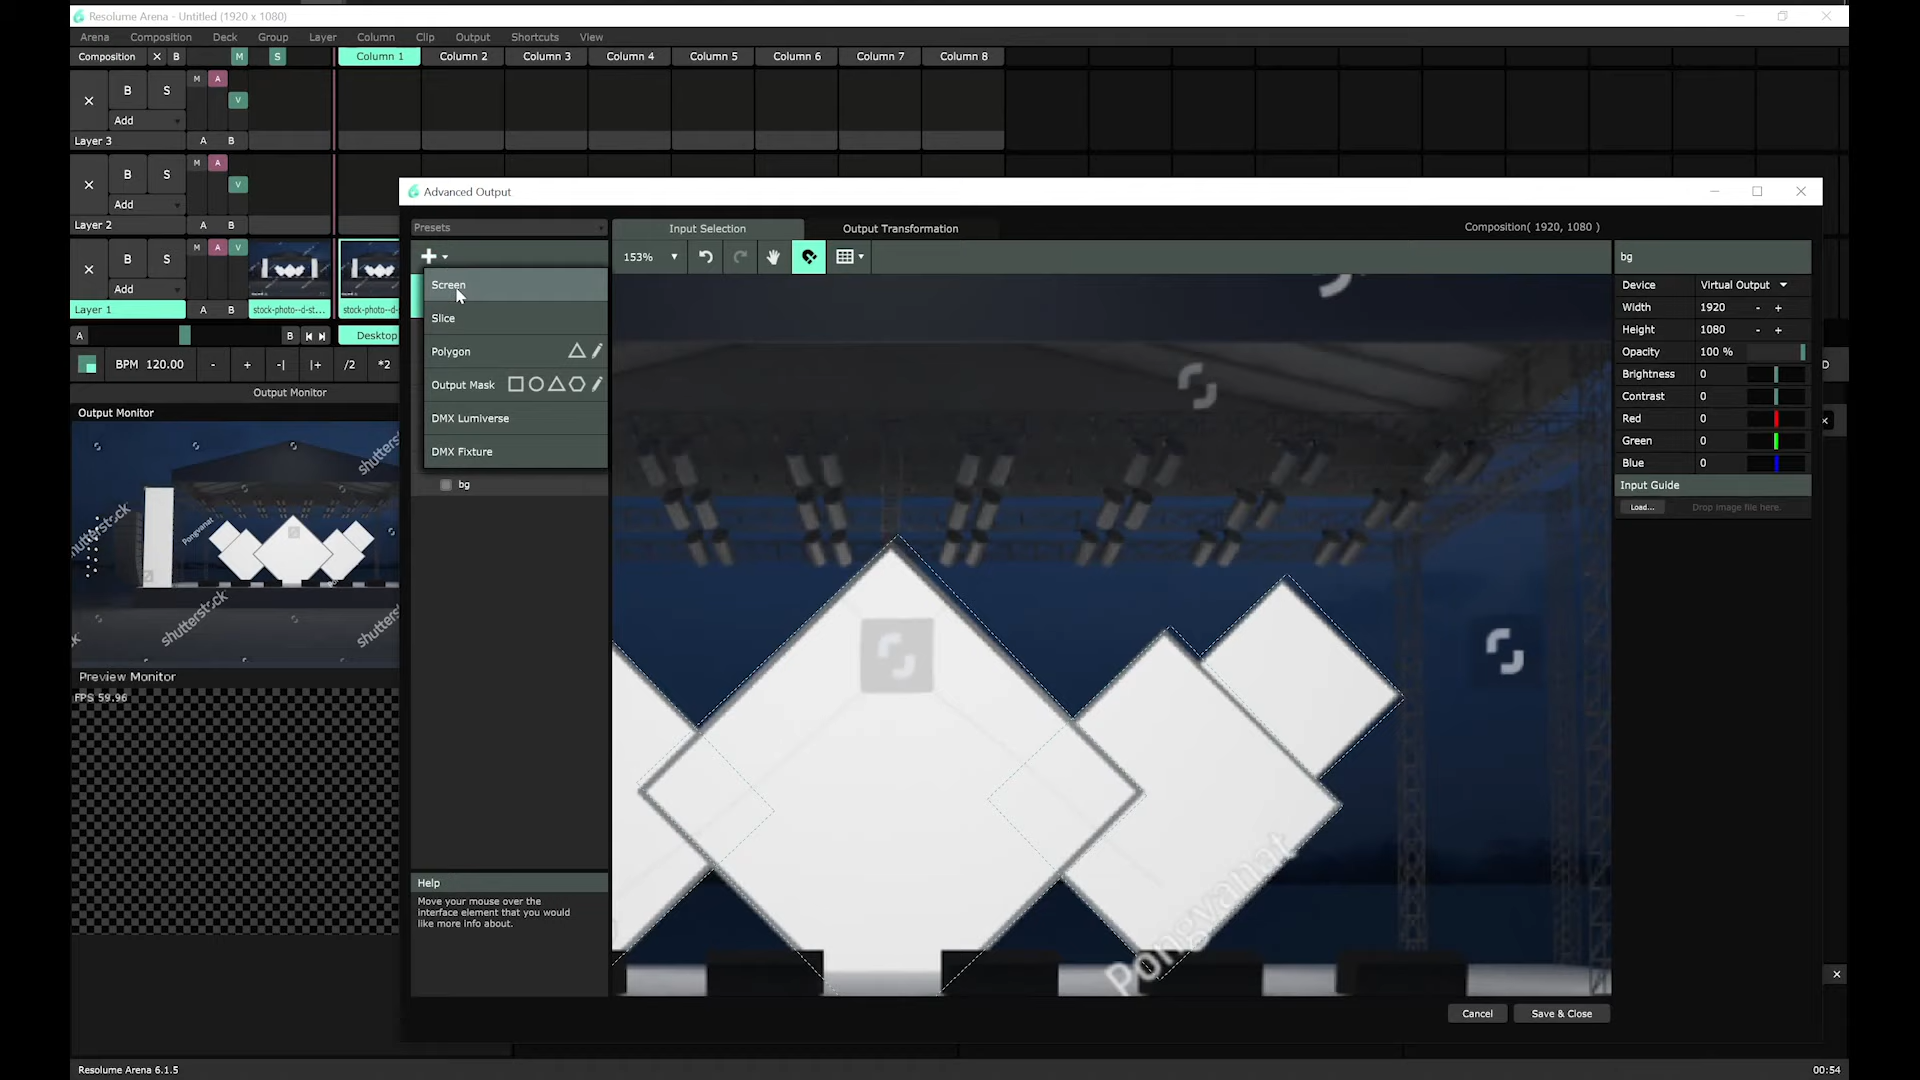 Resolume Arena - Untitled (1920 x 1080)
Arena Composition Deck Group Layer Column Clip Output Shortcuts View
Composition X B M S Column 1 Column 2 Column 3 Column 4 Column 5 Column 6 Column 7 Column 8
M A
X B S V
Add
Layer 3 A B
M A
X B S V
Add
Layer 2 A B
M A V
X B S
Add
Layer 1 A B stock-photo--d-st... stock-photo--d-st...
A B Desktop
BPM 120.00 - + -| |+ /2 *2
Output Monitor
Output Monitor
shutterstock
shutterstock
Pongvanat
shutterstock
shutterstock
Preview Monitor
FPS 59.96
Advanced Output
Presets
Input Selection Output Transformation Composition( 1920, 1080 )
153%
Screen
Slice
Polygon
Output Mask
DMX Lumiverse
DMX Fixture
bg
Help
Move your mouse over the
interface element that you would
like more info about.
Pongvanat
bg
Device Virtual Output
Width 1920 - +
Height 1080 - +
Opacity 100 %
Brightness 0
Contrast 0
Red 0
Green 0
Blue 0
Input Guide
Load... Drop image file here.
D
Cancel Save & Close
Resolume Arena 6.1.5 00:54